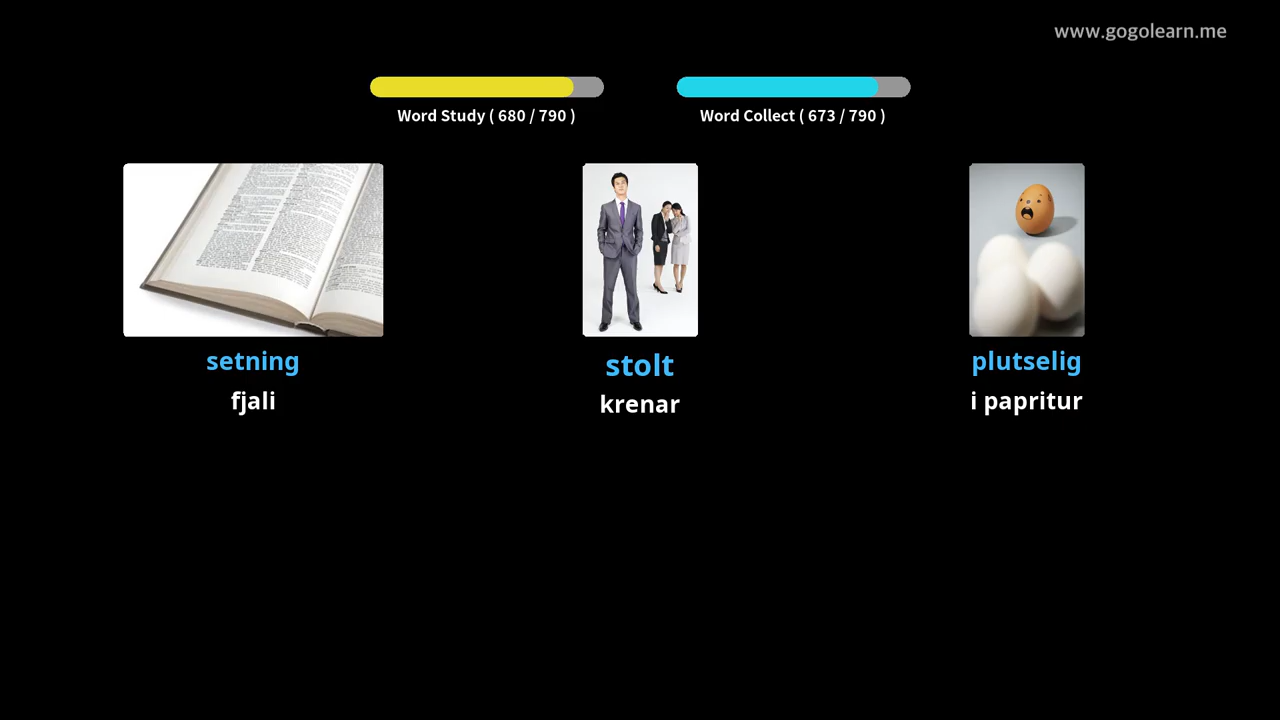 www.gogolearn.me
Word Study ( 680 / 790 )
Word Collect ( 673 / 790 )
setning
stolt
plutselig
fjali
krenar
i papritur